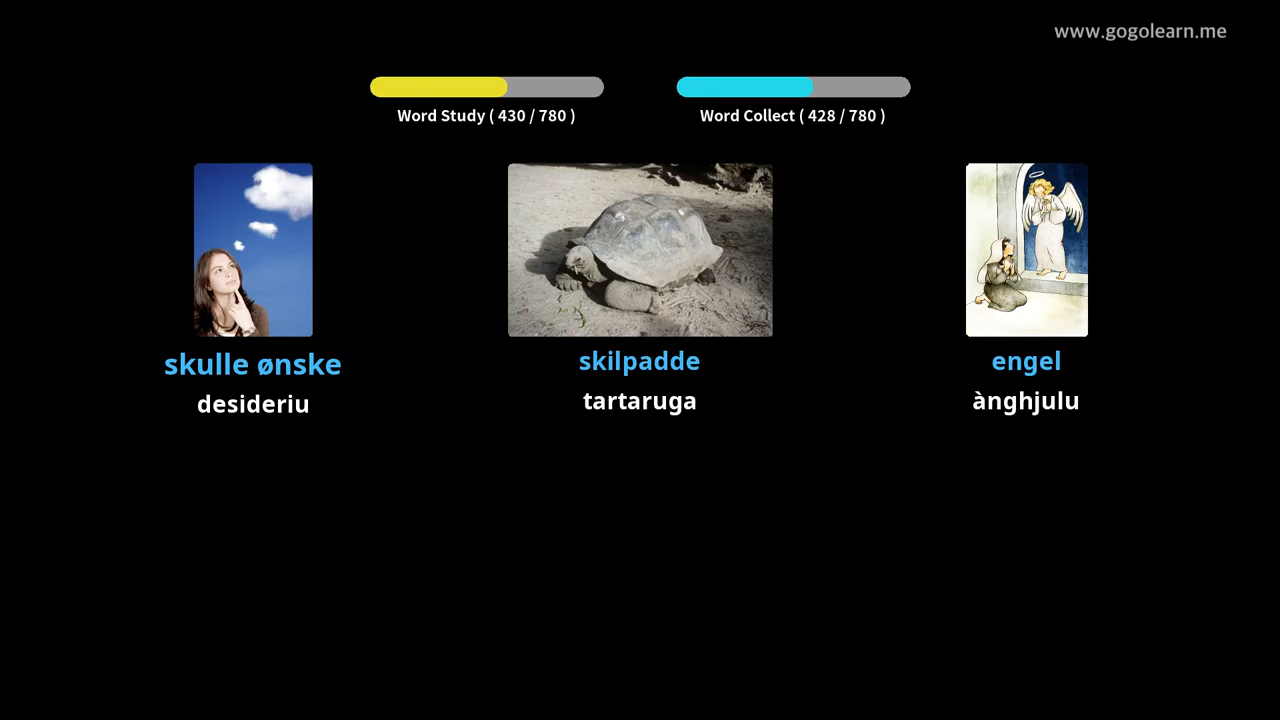 www.gogolearn.me
Word Study ( 430 / 780 )
Word Collect ( 428 / 780 )
skulle ønske
desideriu
skilpadde
tartaruga
engel
ànghjulu